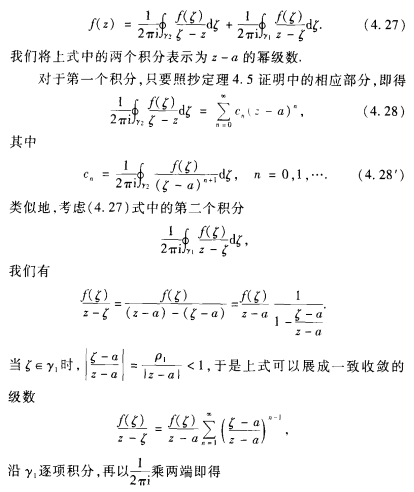 f(z) = \frac{1}{2\pi i}\oint_{\gamma_2}\frac{f(\zeta)}{\zeta - z}d\zeta + \frac{1}{2\pi i}\oint_{\gamma_1}\frac{f(\zeta)}{z - \zeta}d\zeta. (4.27)
我们将上式中的两个积分表示为 z - a 的幂级数.
对于第一个积分,只要照抄定理 4.5 证明中的相应部分,即得
\frac{1}{2\pi i}\oint_{\gamma_2}\frac{f(\zeta)}{\zeta - z}d\zeta = \sum_{n=0}^{\infty} c_n(z - a)^n, (4.28)
其中
c_n = \frac{1}{2\pi i}\oint_{\gamma_2}\frac{f(\zeta)}{(\zeta - a)^{n+1}}d\zeta, n = 0,1,⋯. (4.28′)
类似地,考虑(4.27)式中的第二个积分
\frac{1}{2\pi i}\oint_{\gamma_1}\frac{f(\zeta)}{z - \zeta}d\zeta,
我们有
\frac{f(\zeta)}{z - \zeta} = \frac{f(\zeta)}{(z - a) - (\zeta - a)} = \frac{f(\zeta)}{z - a}\frac{1}{1 - \frac{\zeta - a}{z - a}}.
当 ζ ∈ γ₁ 时, \left|\frac{\zeta - a}{z - a}\right| = \frac{\rho_1}{|z - a|} < 1,于是上式可以展成一致收敛的
级数
\frac{f(\zeta)}{z - \zeta} = \frac{f(\zeta)}{z - a}\sum_{n=1}^{\infty}\left(\frac{\zeta - a}{z - a}\right)^{n-1},
沿 γ₁ 逐项积分,再以 \frac{1}{2\pi i} 乘两端即得